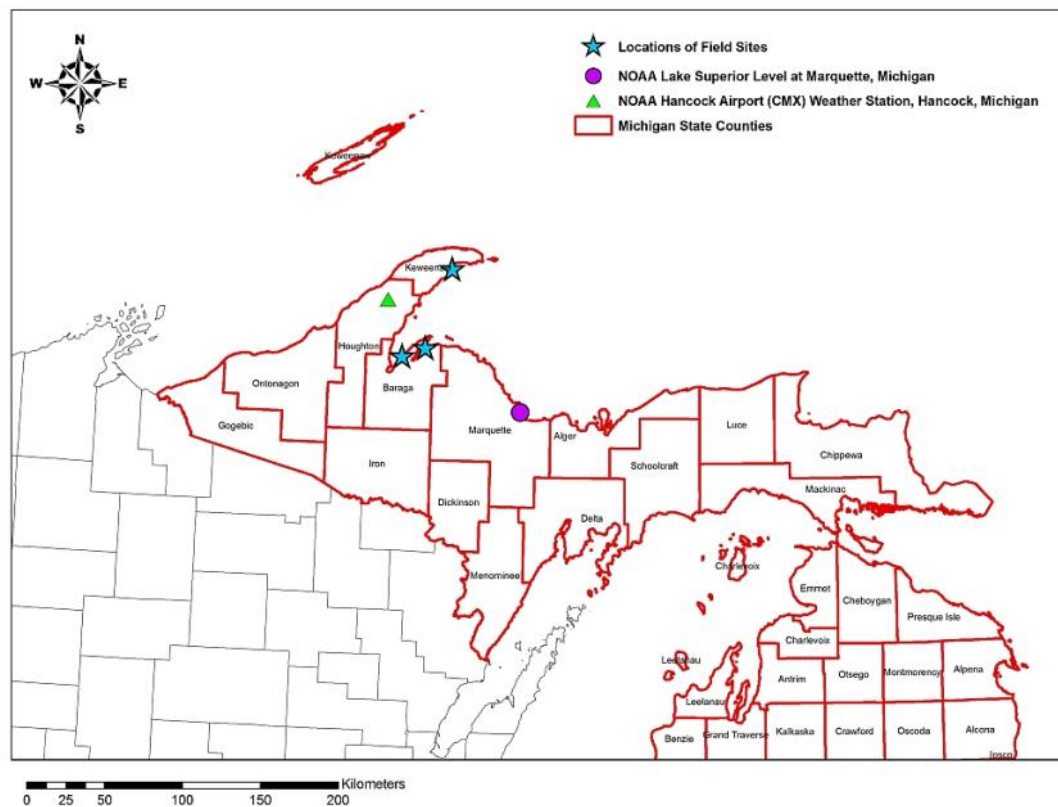 N
W E
S
Locations of Field Sites
NOAA Lake Superior Level at Marquette, Michigan
NOAA Hancock Airport (CMX) Weather Station, Hancock, Michigan
Michigan State Counties
Keweenaw
Keweena
Houghton
Ontonagon
Baraga
Gogebic
Marquette
Alger
Luce
Iron
Schoolcraft
Chippewa
Dickinson
Mackinac
Delta
Menominee
Charlevoix
Emmet
Cheboygan
Presque Isle
Charlevoix
Leelanau
Antrim
Otsego
Montmorency
Alpena
Leelanau
Benzie
Grand Traverse
Kalkaska
Crawford
Oscoda
Alcona
Iosco
Kilometers
0 25 50 100 150 200